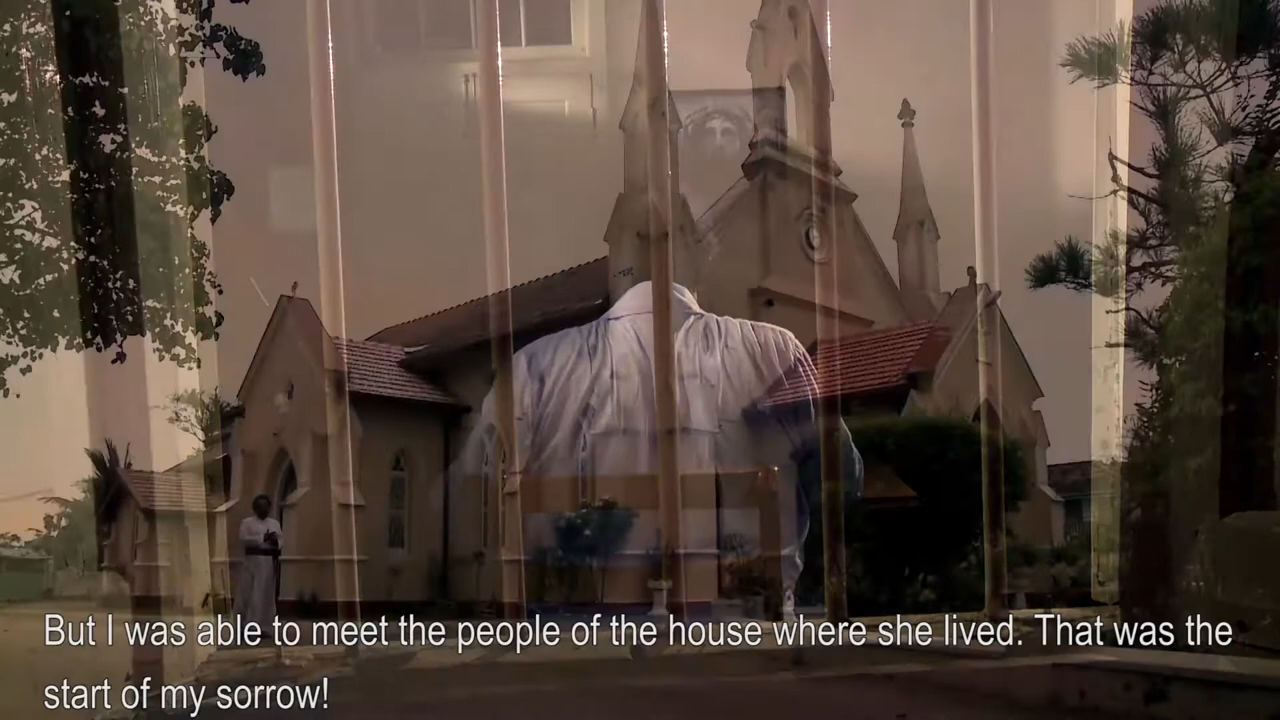 But I was able to meet the people of the house where she lived. That was the
start of my sorrow!